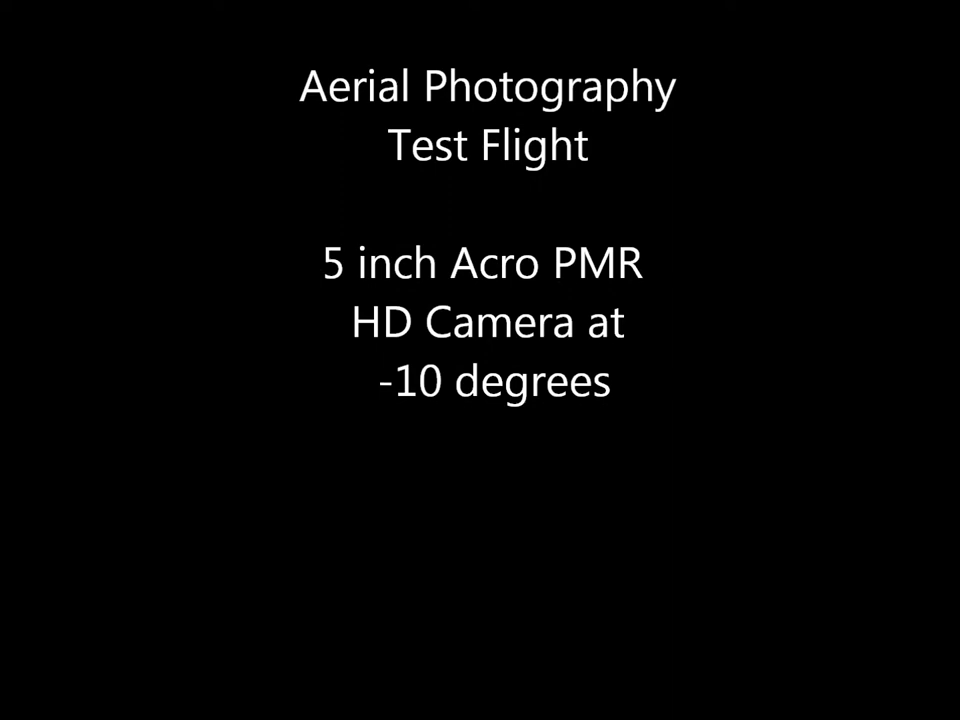 Aerial Photography
Test Flight
5 inch Acro PMR
HD Camera at
-10 degrees